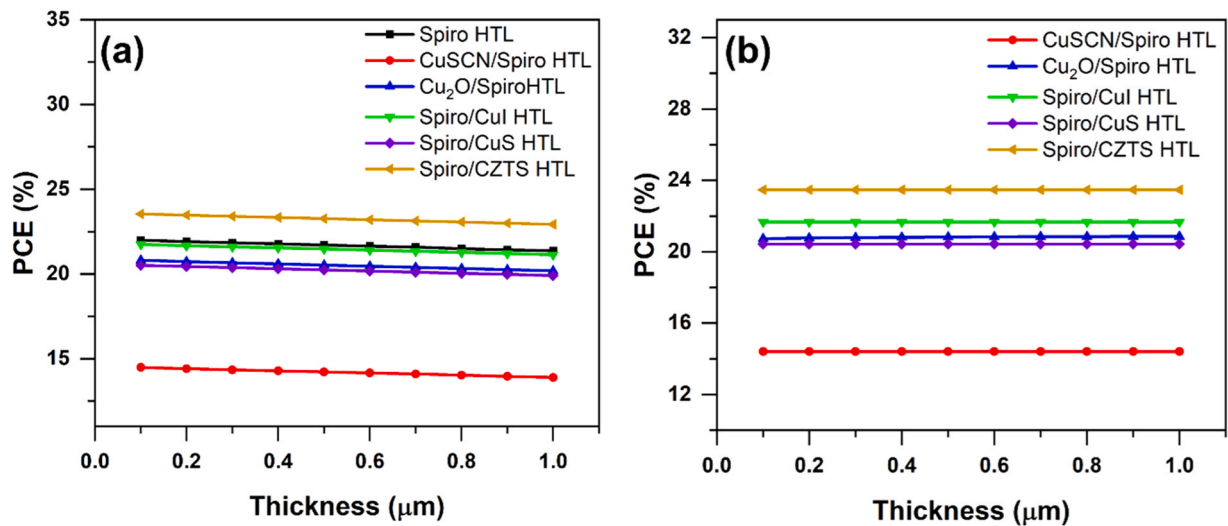 (a)
Spiro HTL
CuSCN/Spiro HTL
Cu₂O/SpiroHTL
Spiro/CuI HTL
Spiro/CuS HTL
Spiro/CZTS HTL
35
30
25
20
15
PCE (%)
0.0 0.2 0.4 0.6 0.8 1.0
Thickness (μm)
(b)
CuSCN/Spiro HTL
Cu₂O/Spiro HTL
Spiro/CuI HTL
Spiro/CuS HTL
Spiro/CZTS HTL
32
28
24
20
16
12
PCE (%)
0.0 0.2 0.4 0.6 0.8 1.0
Thickness (μm)